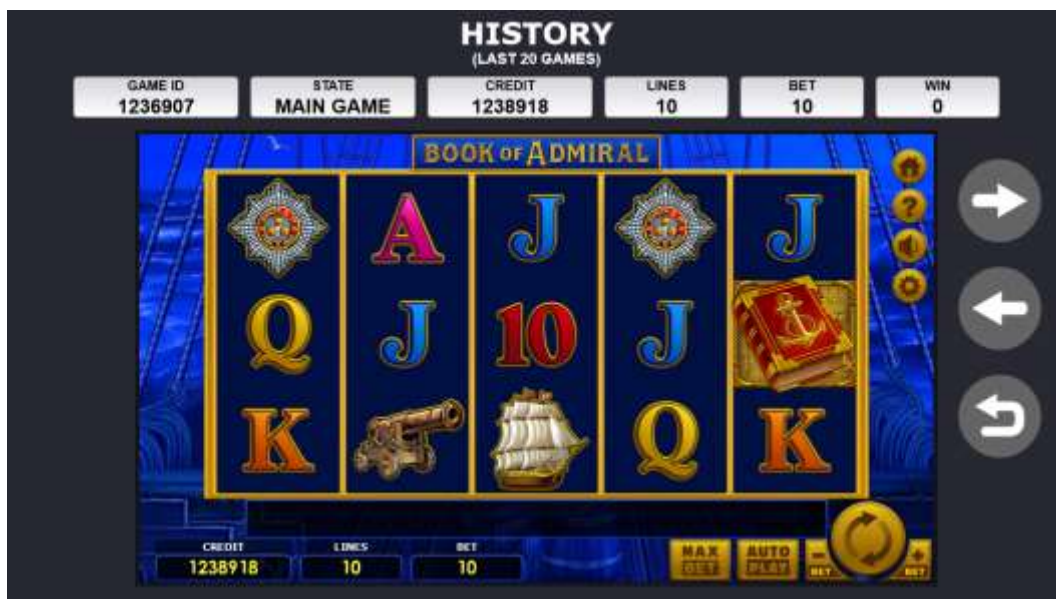 HISTORY
(LAST 20 GAMES)
GAME ID STATE CREDIT LINES BET WIN
1236907 MAIN GAME 1238918 10 10 0
BOOK OF ADMIRAL
A J J
?
Q J 10 J
K Q K
CREDIT LINES BET
1238918 10 10
MAX BET
AUTO PLAY
- BET
+ BET